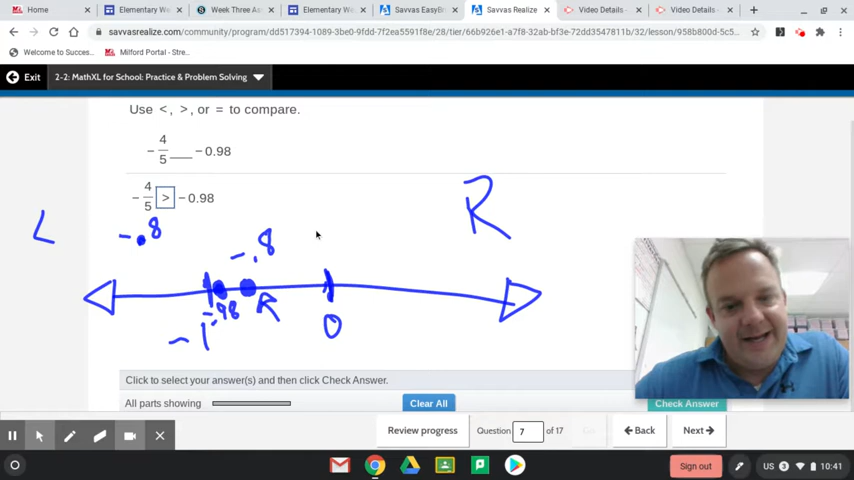 Home
Elementary We
Week Three As
Elementary We
Savvas EasyB
Savvas Realize
Video Details -
Video Details -
savvasrealize.com/community/program/dd517394-1089-3be0-9fdd-7f2ea5591f8e/28/tier/66b926e1-a3f8-4b62-bf3e-72dd3547811b/32/lesson/958b800d-5c5...
Welcome to Succes...
Milford Portal - Stre...
Exit
2-2: MathXL for School: Practice & Problem Solving
Use <, >, or = to compare.
- 4/5 ___ - 0.98
- 4/5 > - 0.98
L
R
-.8
-.8
-.98
R
-1
0
Click to select your answer(s) and then click Check Answer.
All parts showing
Clear All
Check Answer
Review progress
Question 7 of 17
Go
Back
Next
Sign out
US
3
10:41